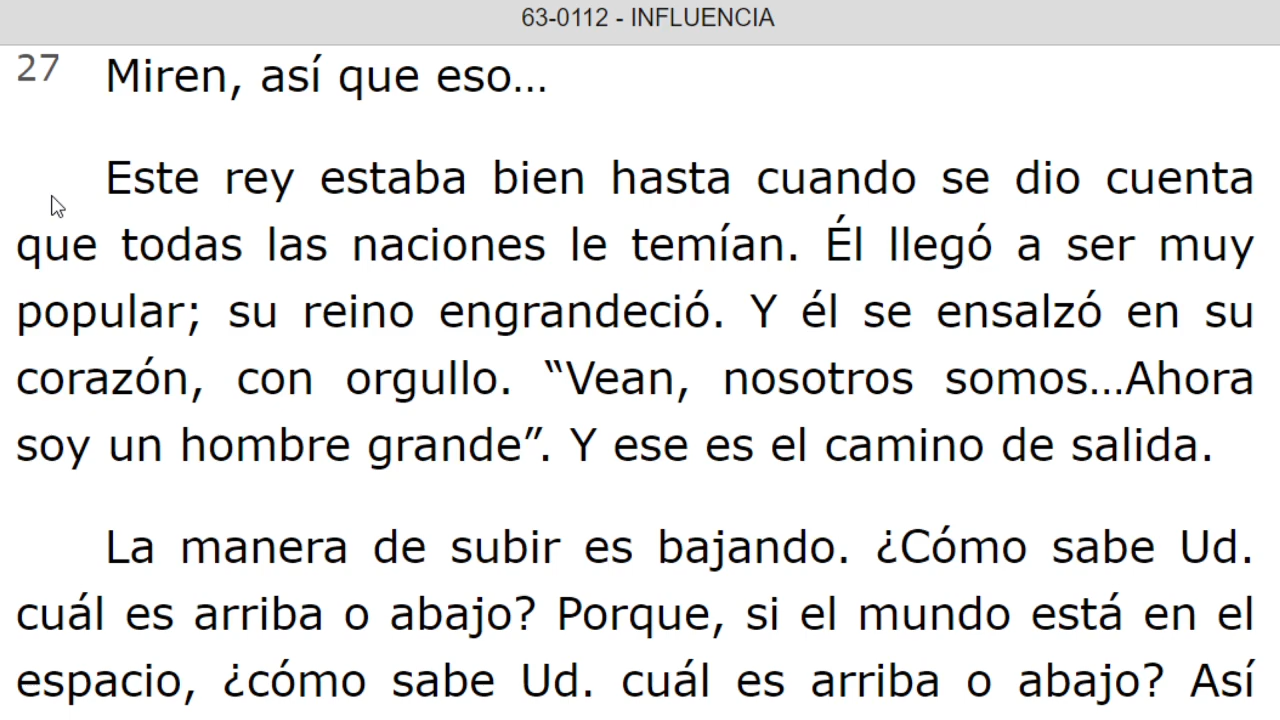 63-0112 - INFLUENCIA
27 Miren, así que eso…
Este rey estaba bien hasta cuando se dio cuenta
que todas las naciones le temían. Él llegó a ser muy
popular; su reino engrandeció. Y él se ensalzó en su
corazón, con orgullo. “Vean, nosotros somos…Ahora
soy un hombre grande”. Y ese es el camino de salida.
La manera de subir es bajando. ¿Cómo sabe Ud.
cuál es arriba o abajo? Porque, si el mundo está en el
espacio, ¿cómo sabe Ud. cuál es arriba o abajo? Así